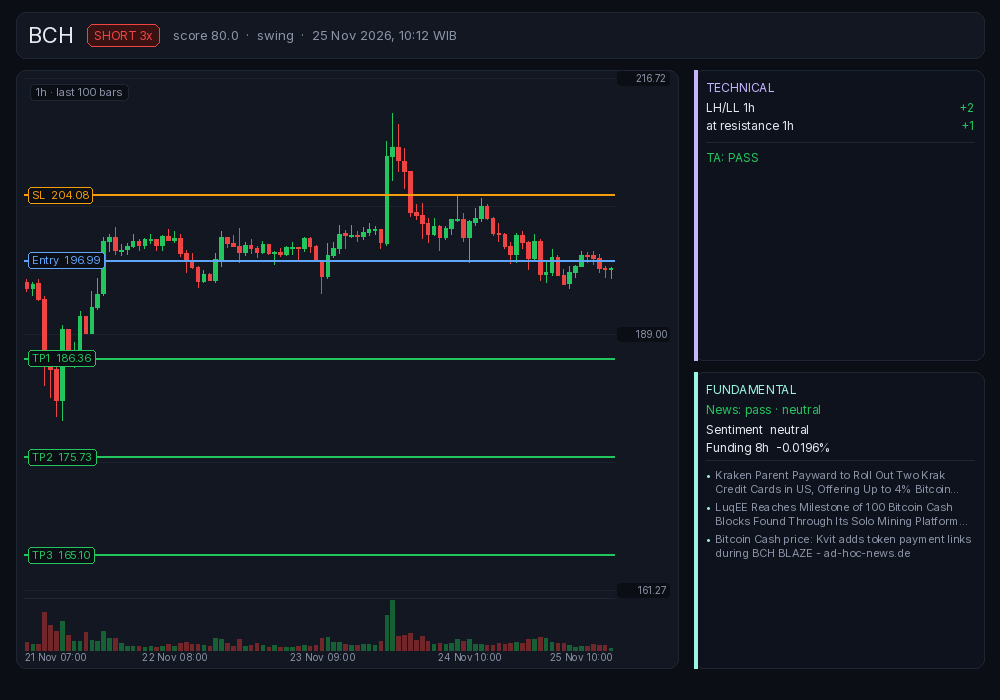 BCH SHORT 3x score 80.0 · swing · 25 Nov 2026, 10:12 WIB
1h · last 100 bars
216.72
SL 204.08
Entry 196.99
189.00
TP1 186.36
TP2 175.73
TP3 165.10
161.27
21 Nov 07:00 22 Nov 08:00 23 Nov 09:00 24 Nov 10:00 25 Nov 10:00
TECHNICAL
LH/LL 1h +2
at resistance 1h +1
TA: PASS
FUNDAMENTAL
News: pass · neutral
Sentiment neutral
Funding 8h -0.0196%
• Kraken Parent Payward to Roll Out Two Krak
Credit Cards in US, Offering Up to 4% Bitcoin...
• LuqEE Reaches Milestone of 100 Bitcoin Cash
Blocks Found Through Its Solo Mining Platform...
• Bitcoin Cash price: Kvit adds token payment links
during BCH BLAZE - ad-hoc-news.de